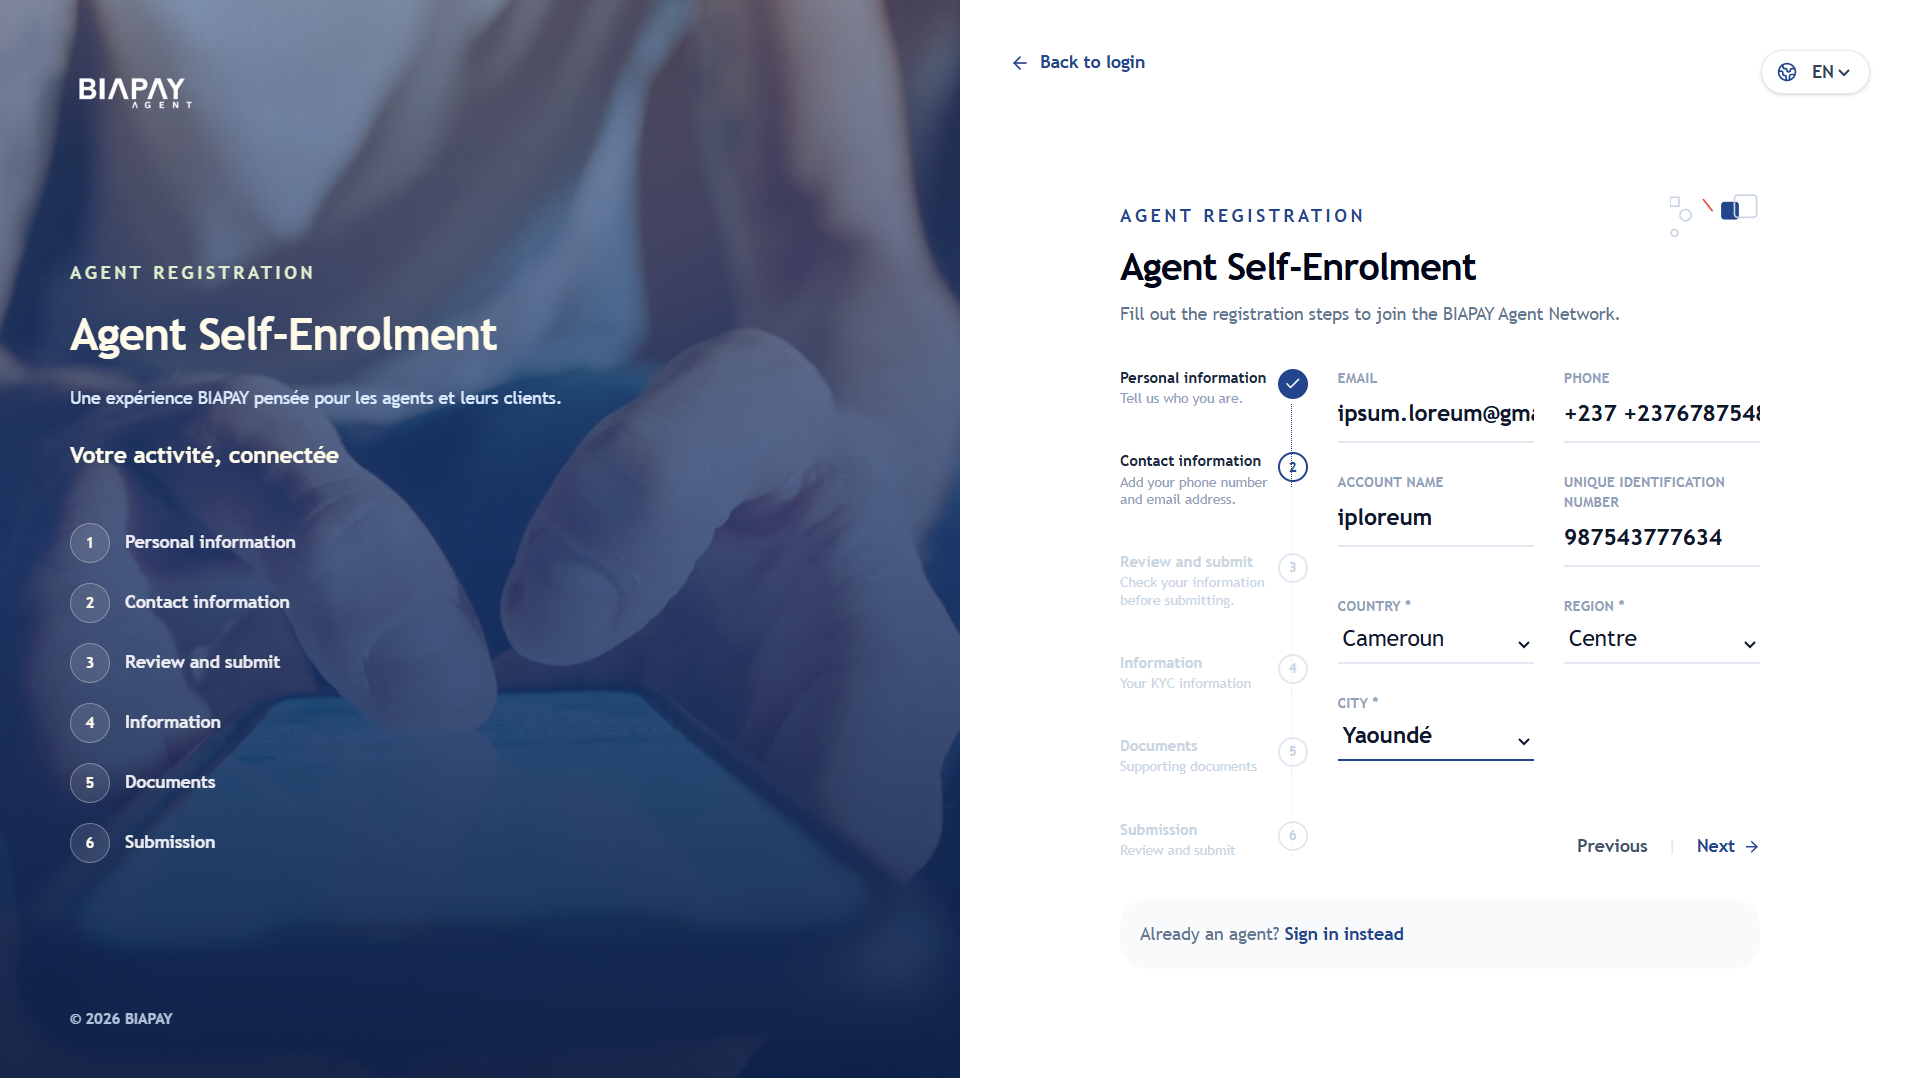 BIAPAY
AGENT
AGENT REGISTRATION
Agent Self-Enrolment
Une expérience BIAPAY pensée pour les agents et leurs clients.
Votre activité, connectée
1 Personal information
2 Contact information
3 Review and submit
4 Information
5 Documents
6 Submission
© 2026 BIAPAY
Back to login
EN
AGENT REGISTRATION
Agent Self-Enrolment
Fill out the registration steps to join the BIAPAY Agent Network.
Personal information
Tell us who you are.
Contact information
2
Add your phone number
and email address.
Review and submit
3
Check your information
before submitting.
Information
4
Your KYC information
Documents
5
Supporting documents
Submission
6
Review and submit
EMAIL
ipsum.loreum@gma
PHONE
+237 +2376787548
ACCOUNT NAME
iploreum
UNIQUE IDENTIFICATION
NUMBER
987543777634
COUNTRY *
Cameroun
REGION *
Centre
CITY *
Yaoundé
Previous | Next
Already an agent? Sign in instead